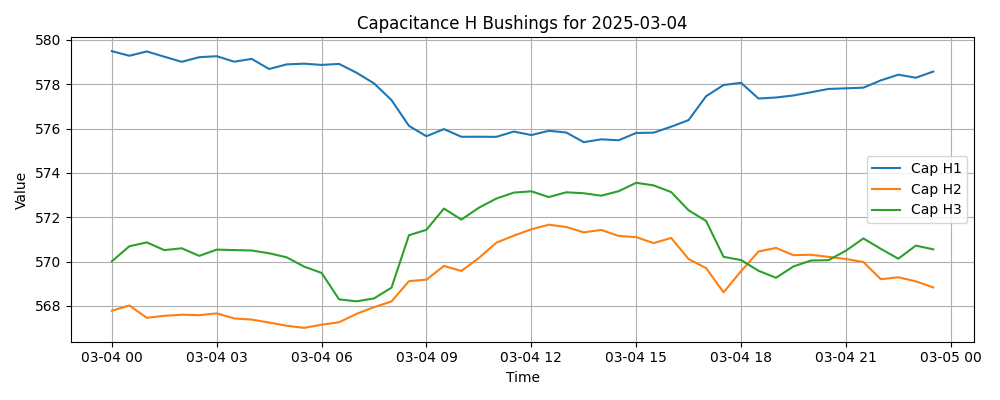 Capacitance H Bushings for 2025-03-04
Value
580
578
576
574
572
570
568
Cap H1
Cap H2
Cap H3
03-04 00
03-04 03
03-04 06
03-04 09
03-04 12
03-04 15
03-04 18
03-04 21
03-05 00
Time